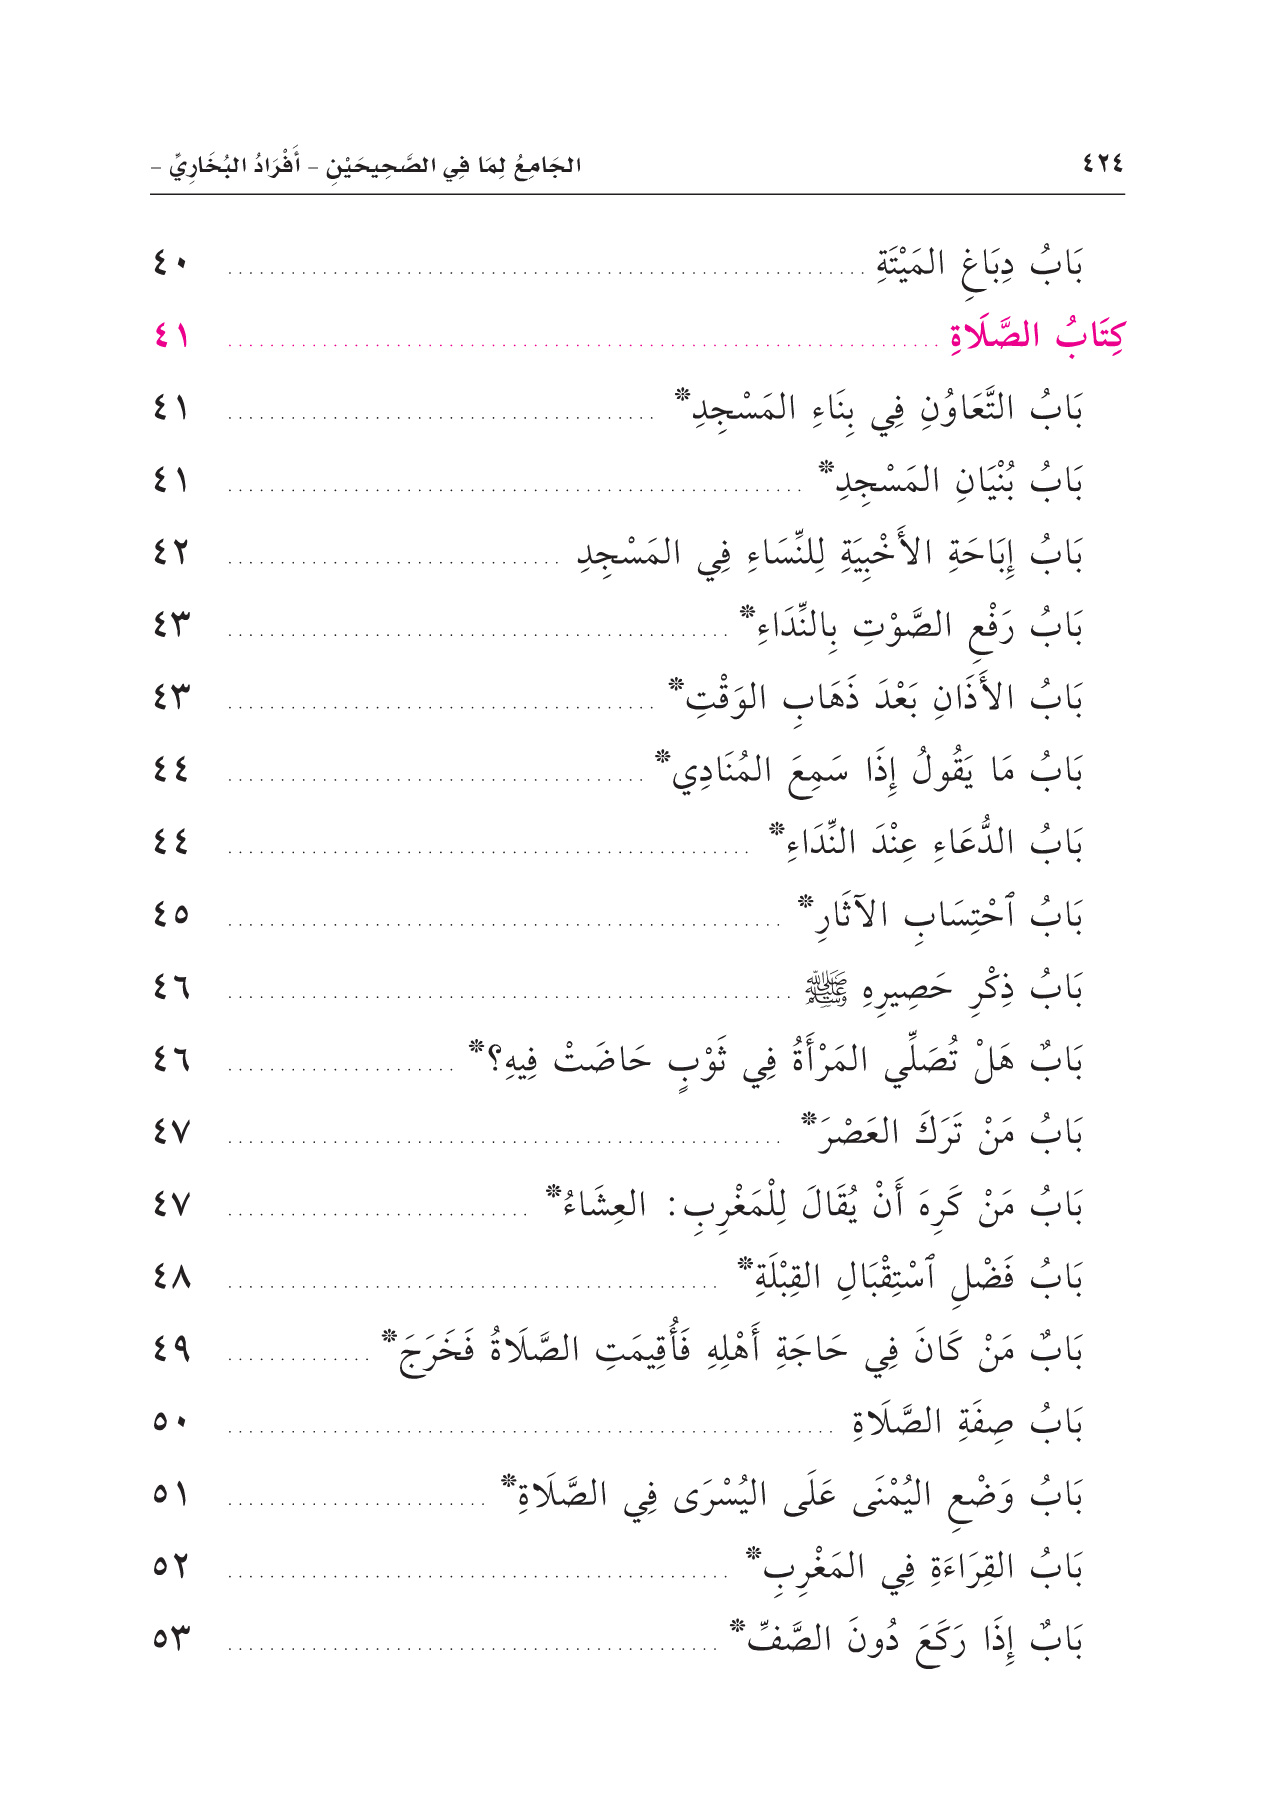 ٤٢٤ الجَامِعُ لِمَا فِي الصَّحِيحَيْنِ – أَفْرَادُ البُخَارِيِّ –
بَابُ دِبَاغِ المَيْتَةِ ........ ٤٠
كِتَابُ الصَّلَاةِ ........ ٤١
بَابُ التَّعَاوُنِ فِي بِنَاءِ المَسْجِدِ* ........ ٤١
بَابُ بُنْيَانِ المَسْجِدِ* ........ ٤١
بَابُ إِبَاحَةِ الأَخْبِيَةِ لِلنِّسَاءِ فِي المَسْجِدِ ........ ٤٢
بَابُ رَفْعِ الصَّوْتِ بِالنِّدَاءِ* ........ ٤٣
بَابُ الأَذَانِ بَعْدَ ذَهَابِ الوَقْتِ* ........ ٤٣
بَابُ مَا يَقُولُ إِذَا سَمِعَ المُنَادِي* ........ ٤٤
بَابُ الدُّعَاءِ عِنْدَ النِّدَاءِ* ........ ٤٤
بَابُ ٱحْتِسَابِ الآثَارِ* ........ ٤٥
بَابُ ذِكْرِ حَصِيرِهِ ﷺ ........ ٤٦
بَابٌ هَلْ تُصَلِّي المَرْأَةُ فِي ثَوْبٍ حَاضَتْ فِيهِ؟* ........ ٤٦
بَابُ مَنْ تَرَكَ العَصْرَ* ........ ٤٧
بَابُ مَنْ كَرِهَ أَنْ يُقَالَ لِلْمَغْرِبِ: العِشَاءُ* ........ ٤٧
بَابُ فَضْلِ ٱسْتِقْبَالِ القِبْلَةِ* ........ ٤٨
بَابٌ مَنْ كَانَ فِي حَاجَةِ أَهْلِهِ فَأُقِيمَتِ الصَّلَاةُ فَخَرَجَ* ........ ٤٩
بَابُ صِفَةِ الصَّلَاةِ ........ ٥٠
بَابُ وَضْعِ اليُمْنَى عَلَى اليُسْرَى فِي الصَّلَاةِ* ........ ٥١
بَابُ القِرَاءَةِ فِي المَغْرِبِ* ........ ٥٢
بَابٌ إِذَا رَكَعَ دُونَ الصَّفِّ* ........ ٥٣